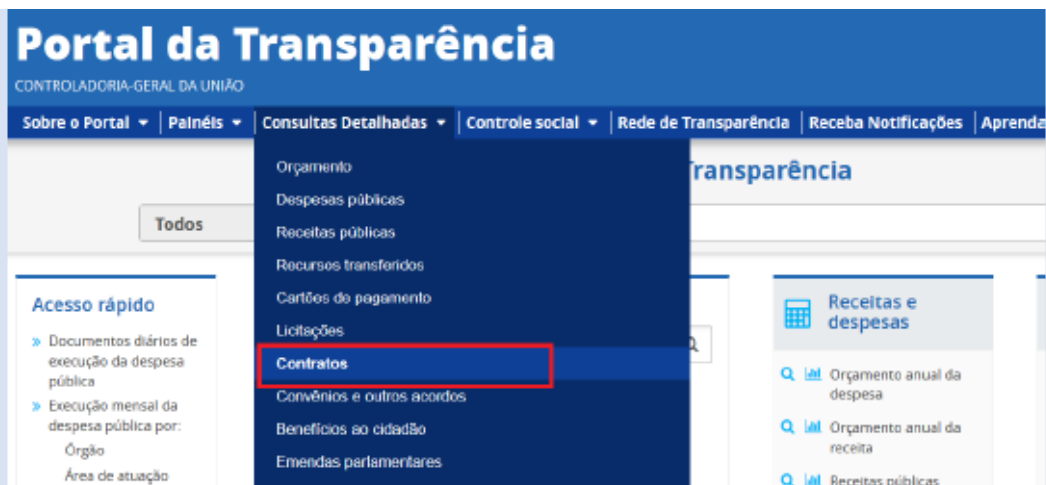 Portal da Transparência
CONTROLADORIA-GERAL DA UNIÃO
Sobre o Portal Painéis Consultas Detalhadas Controle social Rede de Transparência Receba Notificações Aprenda
Transparência
Todos
Orçamento
Despesas públicas
Receitas públicas
Recursos transferidos
Cartões de pagamento
Licitações
Contratos
Convênios e outros acordos
Benefícios ao cidadão
Emendas parlamentares
Acesso rápido
» Documentos diários de
execução da despesa
pública
» Execução mensal da
despesa pública por:
Órgão
Área de atuação
Receitas e
despesas
Orçamento anual da
despesa
Orçamento anual da
receita
Receitas públicas